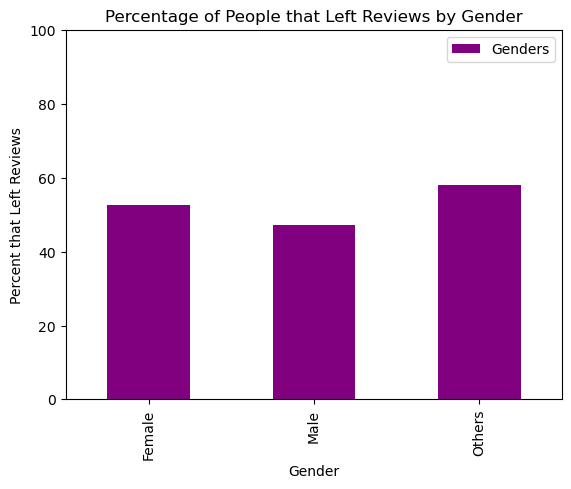 Percentage of People that Left Reviews by Gender
Genders
Percent that Left Reviews
100
80
60
40
20
0
Female
Male
Others
Gender